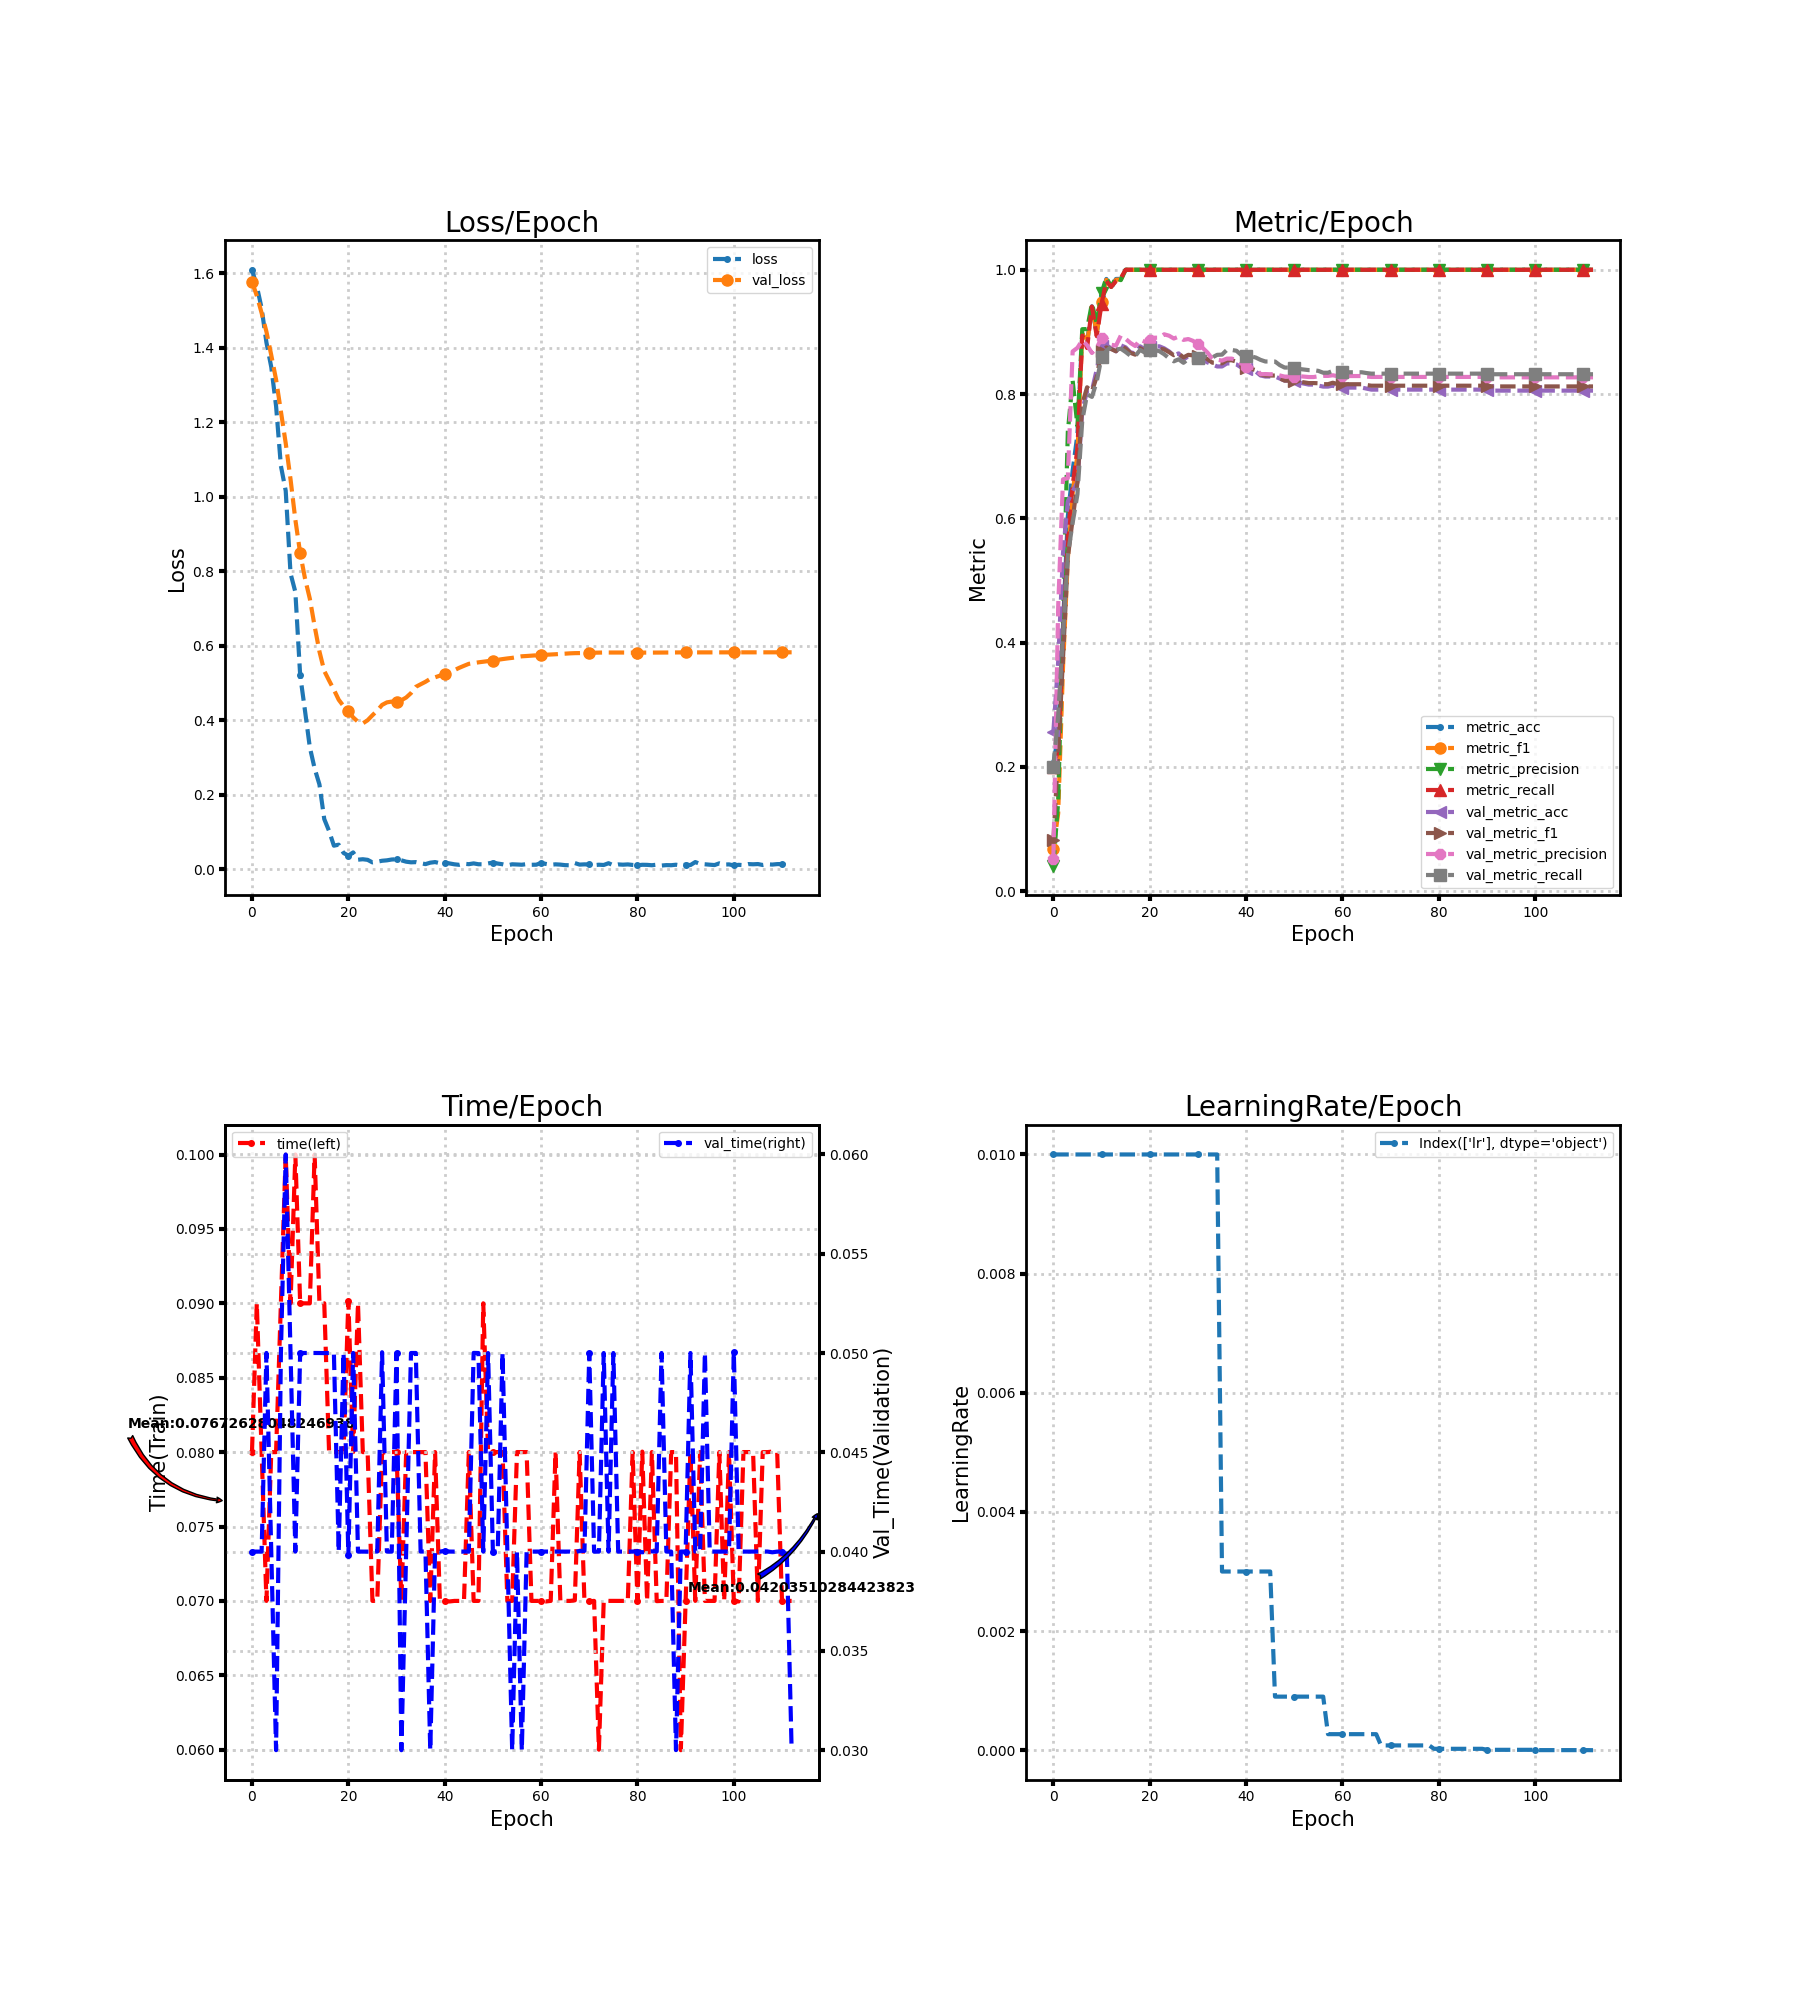 Loss/Epoch
loss
val_loss
1.6
1.4
1.2
1.0
0.8
0.6
0.4
0.2
0.0
Loss
0
20
40
60
80
100
Epoch
Metric/Epoch
1.0
0.8
0.6
0.4
0.2
0.0
Metric
metric_acc
metric_f1
metric_precision
metric_recall
val_metric_acc
val_metric_f1
val_metric_precision
val_metric_recall
0
20
40
60
80
100
Epoch
Time/Epoch
time(left)
val_time(right)
0.100
0.095
0.090
0.085
0.080
0.075
0.070
0.065
0.060
Time(Train)
0.060
0.055
0.050
0.045
0.040
0.035
0.030
Val_Time(Validation)
Mean:0.04203510284423823
0
20
40
60
80
100
Epoch
LearningRate/Epoch
Index(['lr'], dtype='object')
0.010
0.008
0.006
0.004
0.002
0.000
LearningRate
0
20
40
60
80
100
Epoch